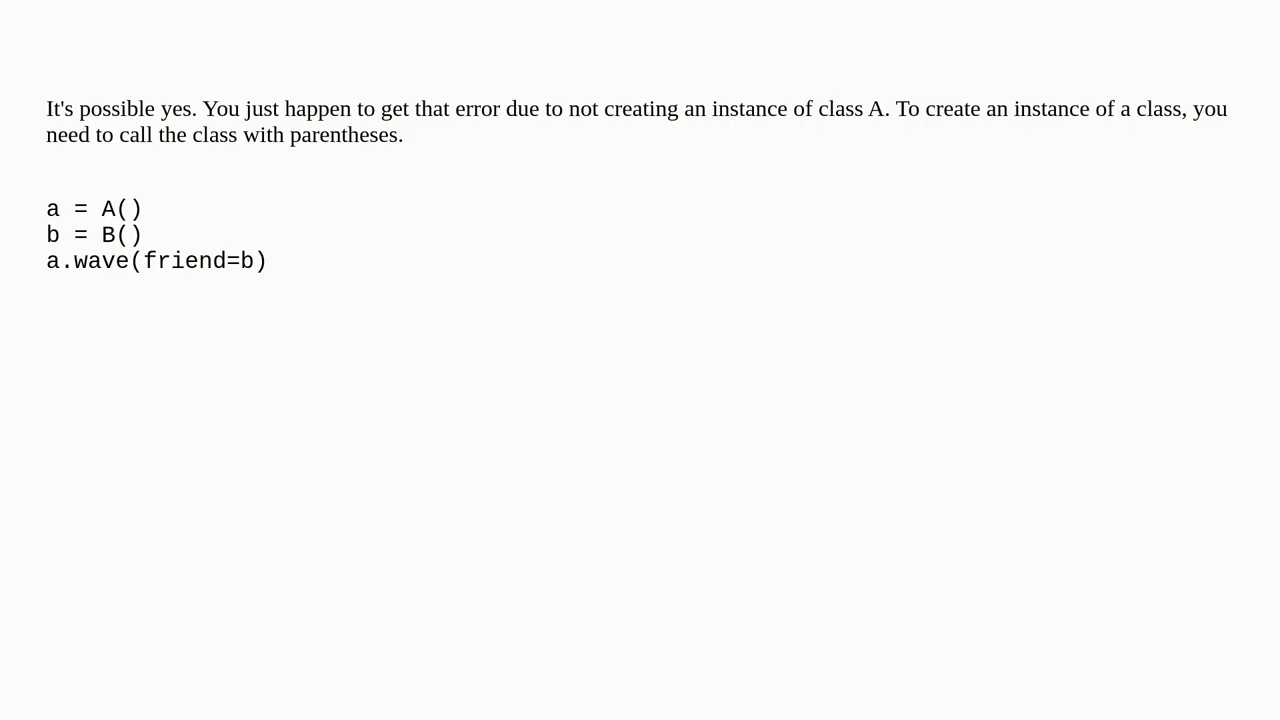 It's possible yes. You just happen to get that error due to not creating an instance of class A. To create an instance of a class, you
need to call the class with parentheses.
a = A()
b = B()
a.wave(friend=b)